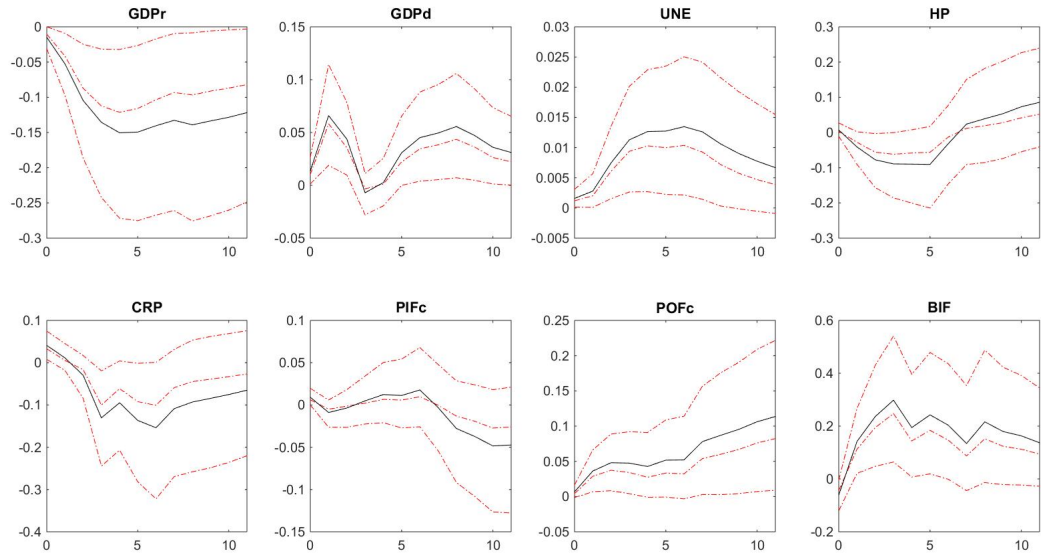 GDPr GDPd UNE HP
0 0.15 0.03 0.3
-0.05 0.1 0.025 0.2
-0.1 0.02 0.1
-0.15 0.05 0.015 0
-0.2 0 0.01 -0.1
-0.25 0.005 -0.2
-0.3 -0.05 0 -0.3
-0.005
0 5 10 0 5 10 0 5 10 0 5 10
CRP PIFc POFc BIF
0.1 0.1 0.25 0.6
0 0.05 0.2 0.4
-0.1 0 0.15 0.2
-0.2 -0.05 0.1 0
-0.3 -0.1 0.05 -0.2
-0.4 -0.15 0
-0.05
0 5 10 0 5 10 0 5 10 0 5 10